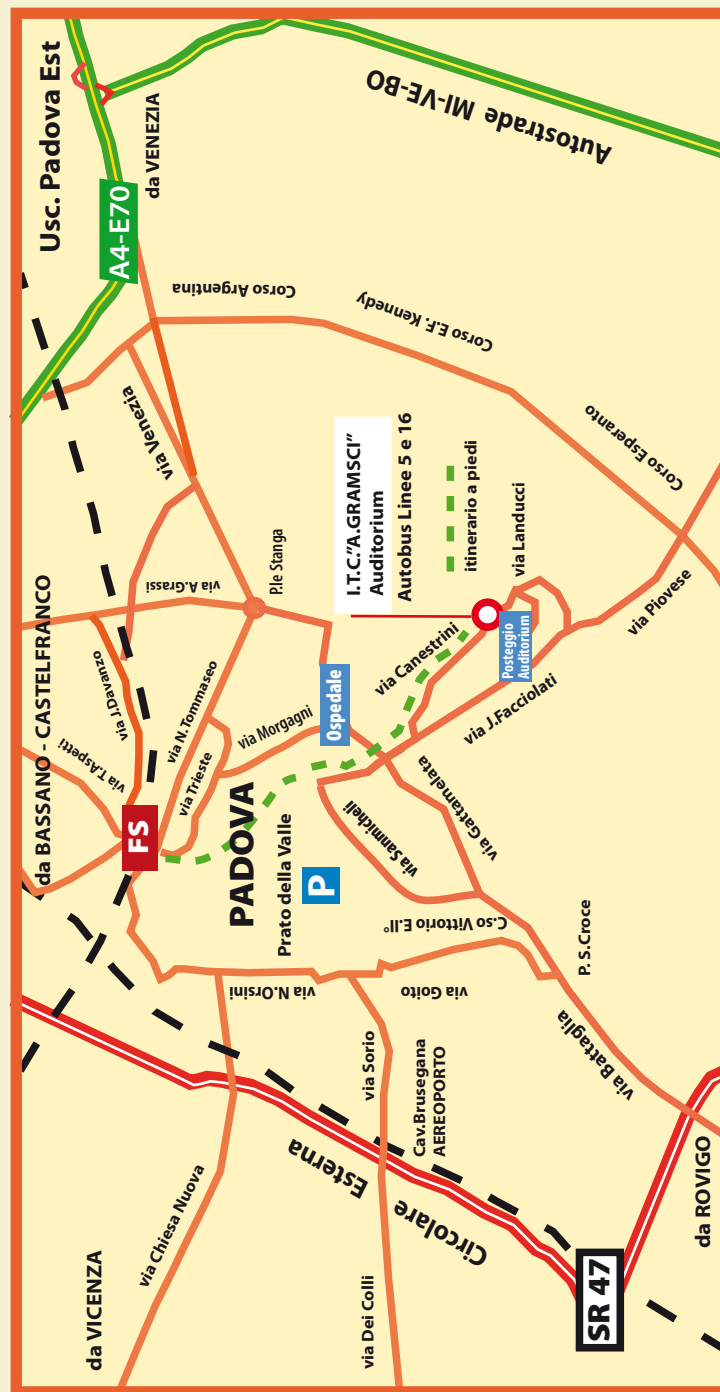 Usc. Padova Est
A4-E70
da VENEZIA
Autostrade MI-VE-BO
Corso Argentina
Corso E.F. Kennedy
via Venezia
Corso Esperanto
I.T.C."A.GRAMSCI"
Auditorium
Autobus Linee 5 e 16
itinerario a piedi
via Landucci
P.le Stanga
via A.Grassi
da BASSANO - CASTELFRANCO
via J.Davanzo
via T.Aspetti
via N.Tommaseo
via Trieste
via Morgagni
Ospedale
via Canestrini
Posteggio
Auditorium
via Piovese
via J.Facciolati
via Gattamelata
via Sanmicheli
FS
PADOVA
Prato della Valle
P
C.so Vittorio E.II°
P. S.Croce
via N.Orsini
via Goito
via Sorio
via Battaglia
Cav.Brusegana
AEREOPORTO
Circolare Esterna
via Chiesa Nuova
da VICENZA
via Dei Colli
SR 47
da ROVIGO